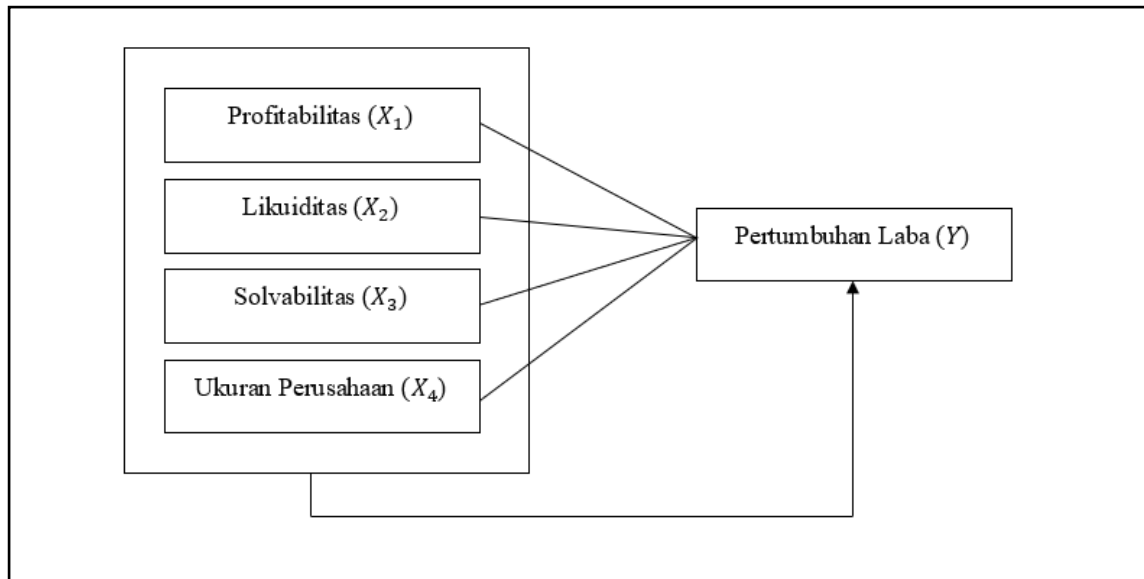 Profitabilitas (X₁)
Likuiditas (X₂)
Solvabilitas (X₃)
Ukuran Perusahaan (X₄)
Pertumbuhan Laba (Y)